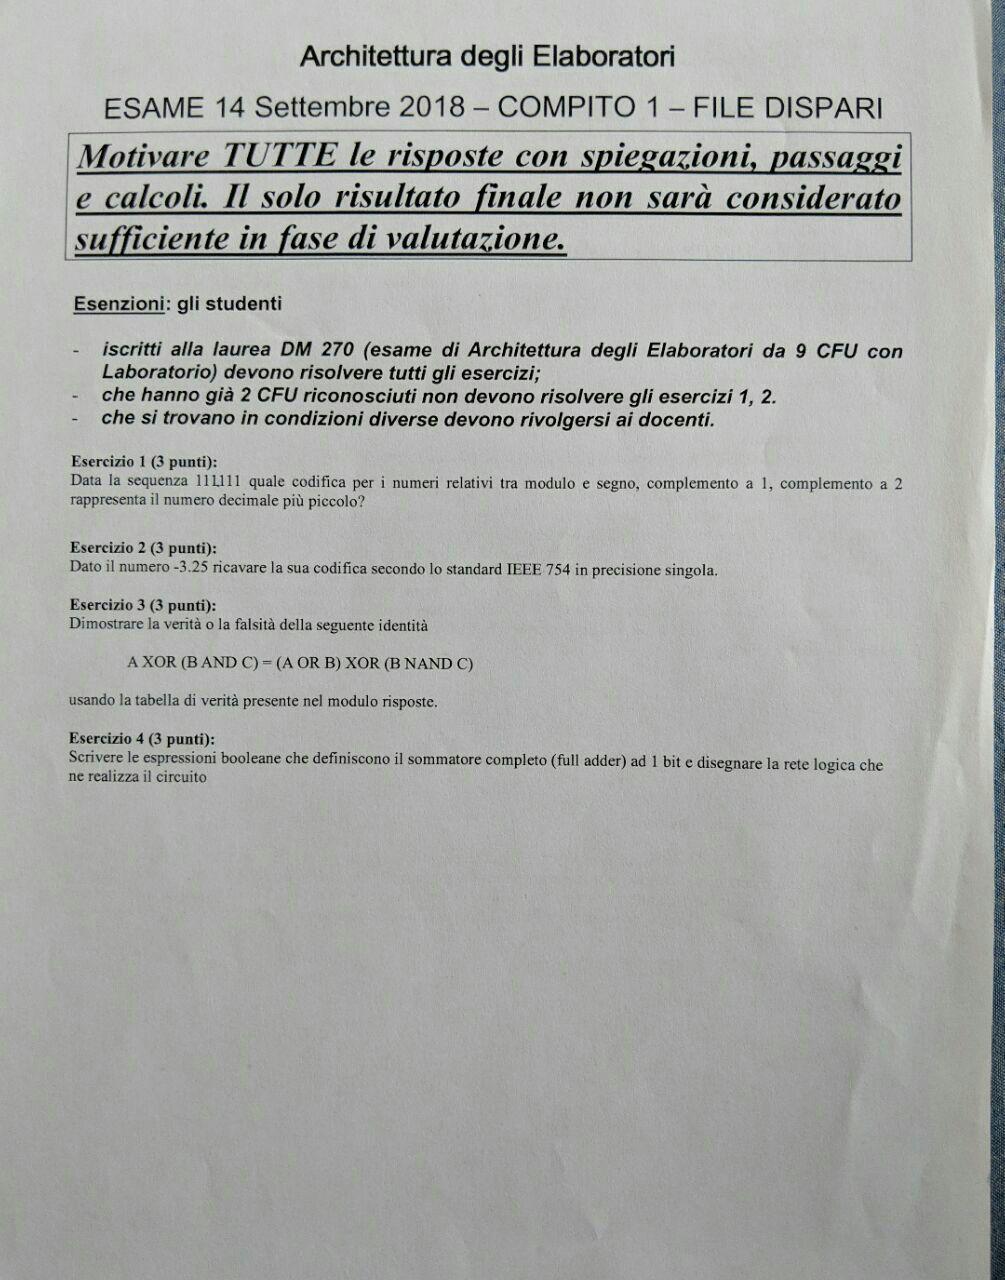 Architettura degli Elaboratori
ESAME 14 Settembre 2018 – COMPITO 1 – FILE DISPARI
Motivare TUTTE le risposte con spiegazioni, passaggi
e calcoli. Il solo risultato finale non sarà considerato
sufficiente in fase di valutazione.
Esenzioni: gli studenti
- iscritti alla laurea DM 270 (esame di Architettura degli Elaboratori da 9 CFU con
Laboratorio) devono risolvere tutti gli esercizi;
- che hanno già 2 CFU riconosciuti non devono risolvere gli esercizi 1, 2.
- che si trovano in condizioni diverse devono rivolgersi ai docenti.
Esercizio 1 (3 punti):
Data la sequenza 111111 quale codifica per i numeri relativi tra modulo e segno, complemento a 1, complemento a 2
rappresenta il numero decimale più piccolo?
Esercizio 2 (3 punti):
Dato il numero -3.25 ricavare la sua codifica secondo lo standard IEEE 754 in precisione singola.
Esercizio 3 (3 punti):
Dimostrare la verità o la falsità della seguente identità
A XOR (B AND C) = (A OR B) XOR (B NAND C)
usando la tabella di verità presente nel modulo risposte.
Esercizio 4 (3 punti):
Scrivere le espressioni booleane che definiscono il sommatore completo (full adder) ad 1 bit e disegnare la rete logica che
ne realizza il circuito